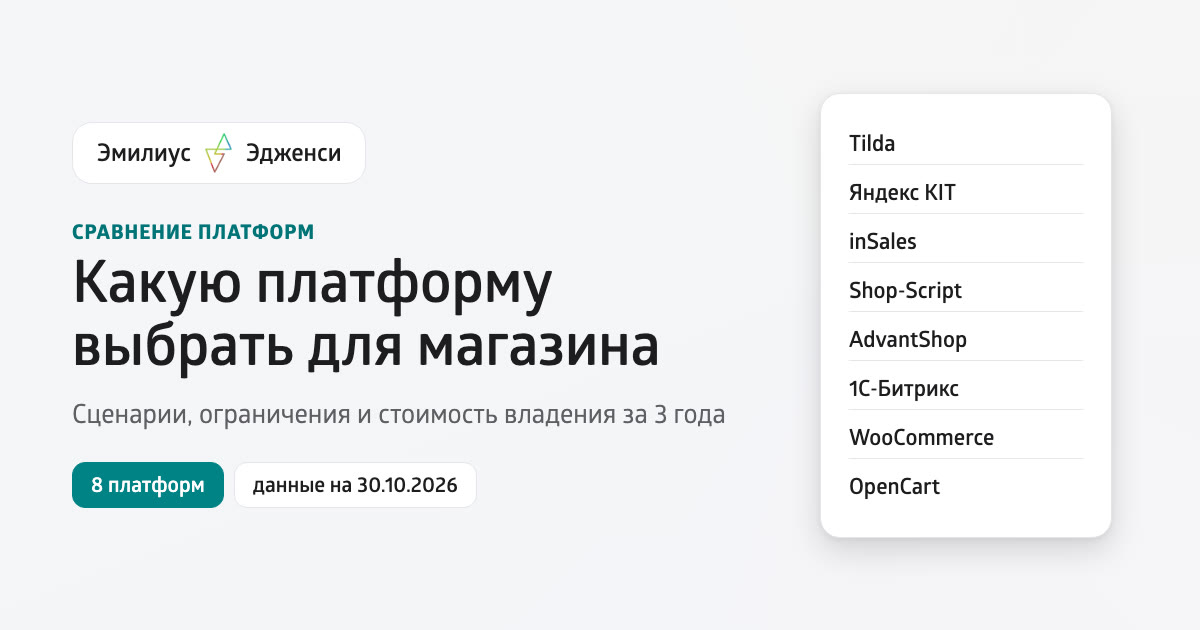 Эмилиус Эдженси
СРАВНЕНИЕ ПЛАТФОРМ
Какую платформу
выбрать для магазина
Сценарии, ограничения и стоимость владения за 3 года
8 платформ
данные на 30.10.2026
Tilda
Яндекс KIT
inSales
Shop-Script
AdvantShop
1С-Битрикс
WooCommerce
OpenCart